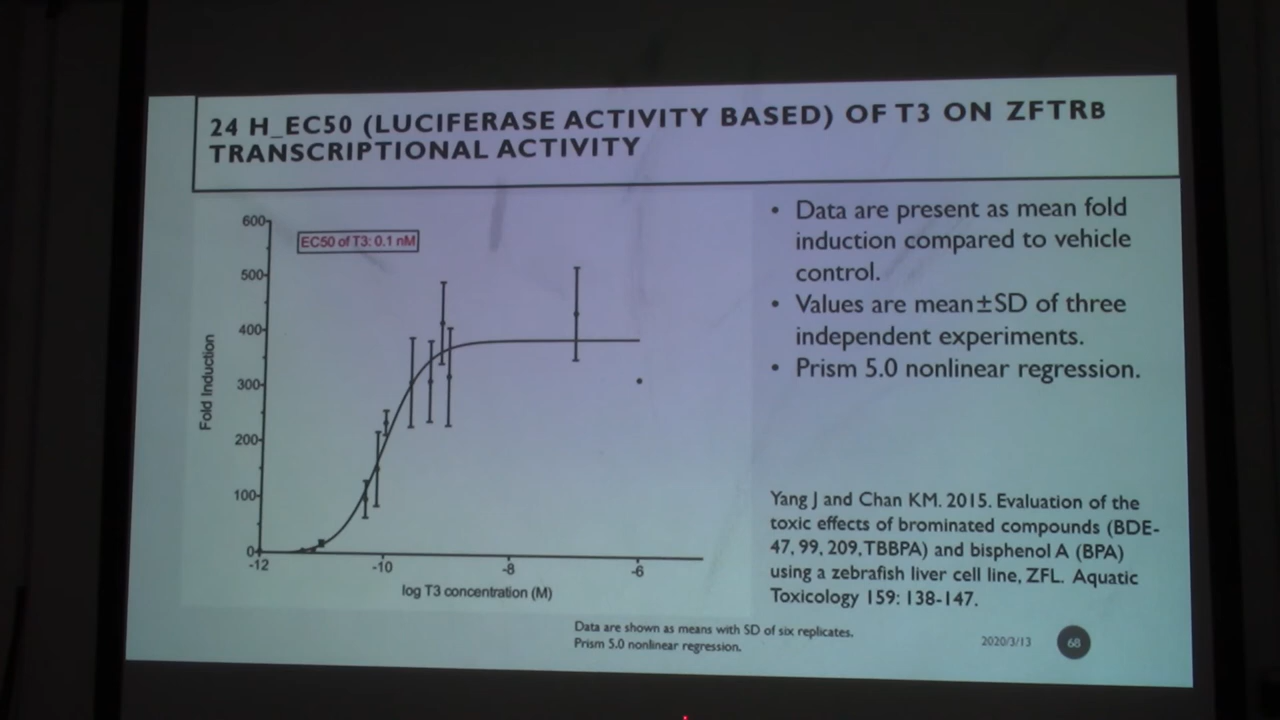 24 H_EC50 (LUCIFERASE ACTIVITY BASED) OF T3 ON ZFTRB
TRANSCRIPTIONAL ACTIVITY
600
500
400
300
200
100
0
Fold Induction
EC50 of T3: 0.1 nM
-12
-10
-8
-6
log T3 concentration (M)
• Data are present as mean fold
induction compared to vehicle
control.
• Values are mean±SD of three
independent experiments.
• Prism 5.0 nonlinear regression.
Yang J and Chan KM. 2015. Evaluation of the
toxic effects of brominated compounds (BDE-
47, 99, 209, TBBPA) and bisphenol A (BPA)
using a zebrafish liver cell line, ZFL. Aquatic
Toxicology 159: 138-147.
Data are shown as means with SD of six replicates.
Prism 5.0 nonlinear regression.
2020/3/13
68